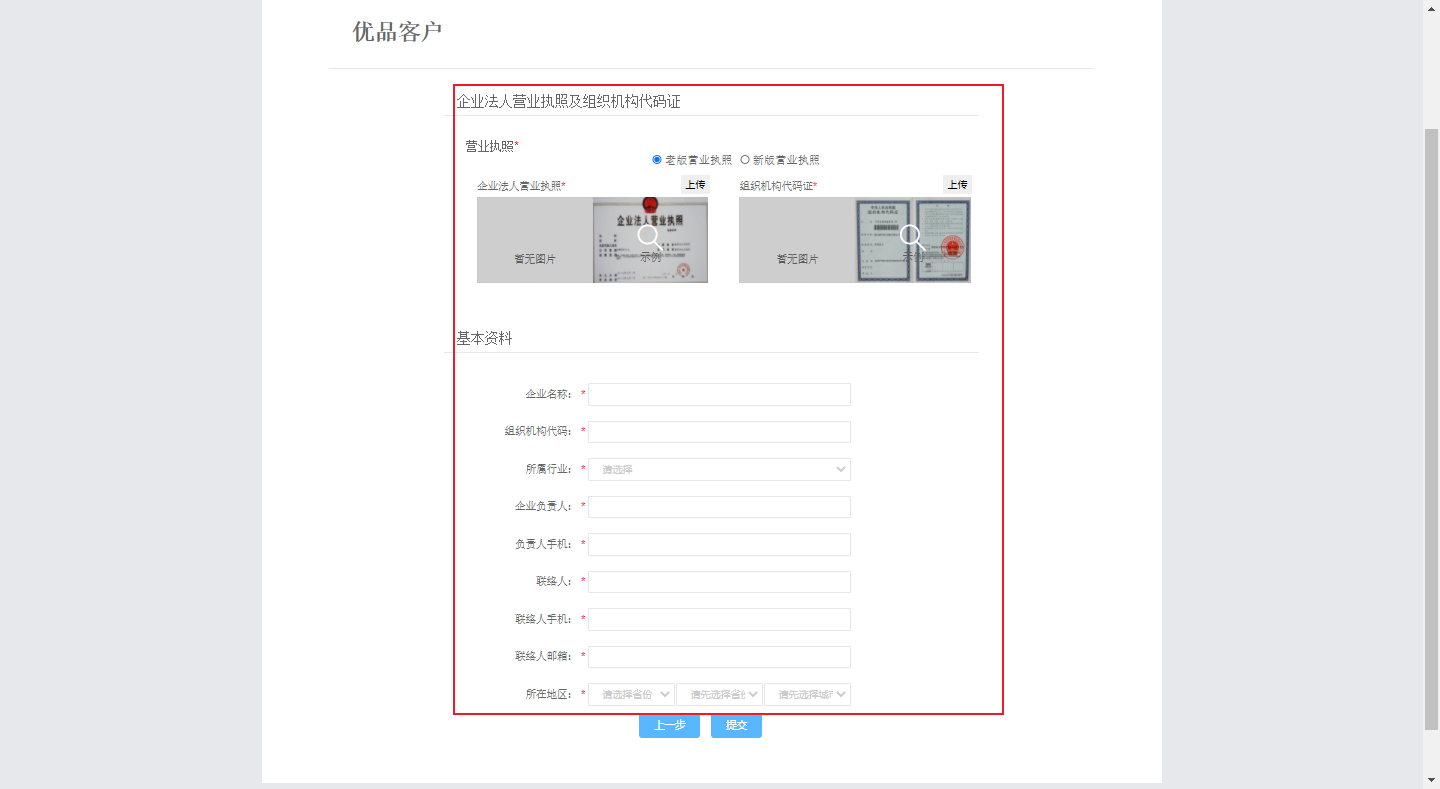 优品客户
企业法人营业执照及组织机构代码证
营业执照*
老版营业执照 新版营业执照
企业法人营业执照* 上传
组织机构代码证* 上传
企业法人营业执照
暂无图片 示例
暂无图片 示例
基本资料
企业名称: *
组织机构代码: *
所属行业: * 请选择
企业负责人: *
负责人手机: *
联络人: *
联络人手机: *
联络人邮箱: *
所在地区: * 请选择省份 请先选择省份 请先选择城市
上一步 提交